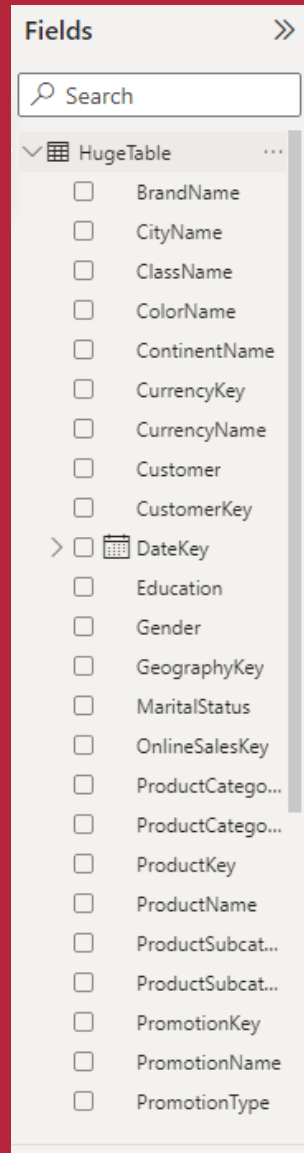 Fields
Search
HugeTable
BrandName
CityName
ClassName
ColorName
ContinentName
CurrencyKey
CurrencyName
Customer
CustomerKey
DateKey
Education
Gender
GeographyKey
MaritalStatus
OnlineSalesKey
ProductCatego...
ProductCatego...
ProductKey
ProductName
ProductSubcat...
ProductSubcat...
PromotionKey
PromotionName
PromotionType